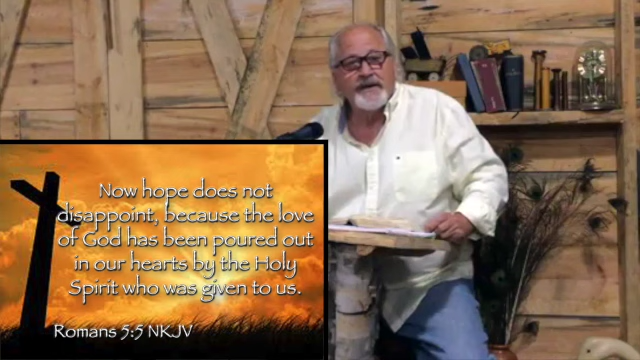 Now hope does not
disappoint, because the love
of God has been poured out
in our hearts by the Holy
Spirit who was given to us.
Romans 5:5 NKJV